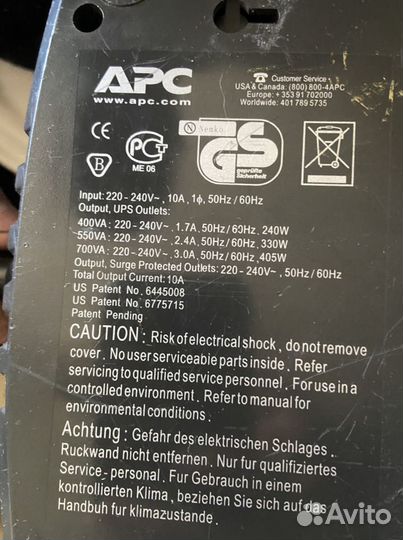 APC
www.apc.com
Customer Service
USA & Canada: (800) 800-4APC
Europe: +353 91 702000
Worldwide: 401 789 5735
CE
B
PCT
ME 06
N Nemko
GS
geprüfte
Sicherheit
Input: 220-240V~, 10A, 1ϕ, 50Hz / 60Hz
Output, UPS Outlets:
400VA: 220-240V~, 1.7A, 50Hz / 60Hz, 240W
550VA: 220-240V~, 2.4A, 50Hz / 60Hz, 330W
700VA: 220-240V~, 3.0A, 50Hz / 60Hz, 405W
Output, Surge Protected Outlets: 220-240V~, 50Hz / 60Hz
Total Output Current: 10A
US Patent No. 6445008
US Patent No. 6775715
Patent Pending
CAUTION: Risk of electrical shock, do not remove
cover. No user serviceable parts inside. Refer
servicing to qualified service personnel. For use in a
controlled environment. Refer to manual for
environmental conditions.
Achtung: Gefahr des elektrischen Schlages.
Ruckwand nicht entfernen. Nur fur qualifiziertes
Service-personal. Fur Gebrauch in einem
kontrollierten Klima, beziehen Sie sich auf das
Handbuh fur klimazustande.
Avito